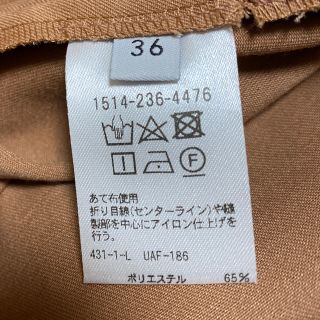 36
1514-236-4476
F
あて布使用
折り目線(センターライン)や縫
製部を中心にアイロン仕上げを
行う。
431-1-L UAF-186
ポリエステル 65%